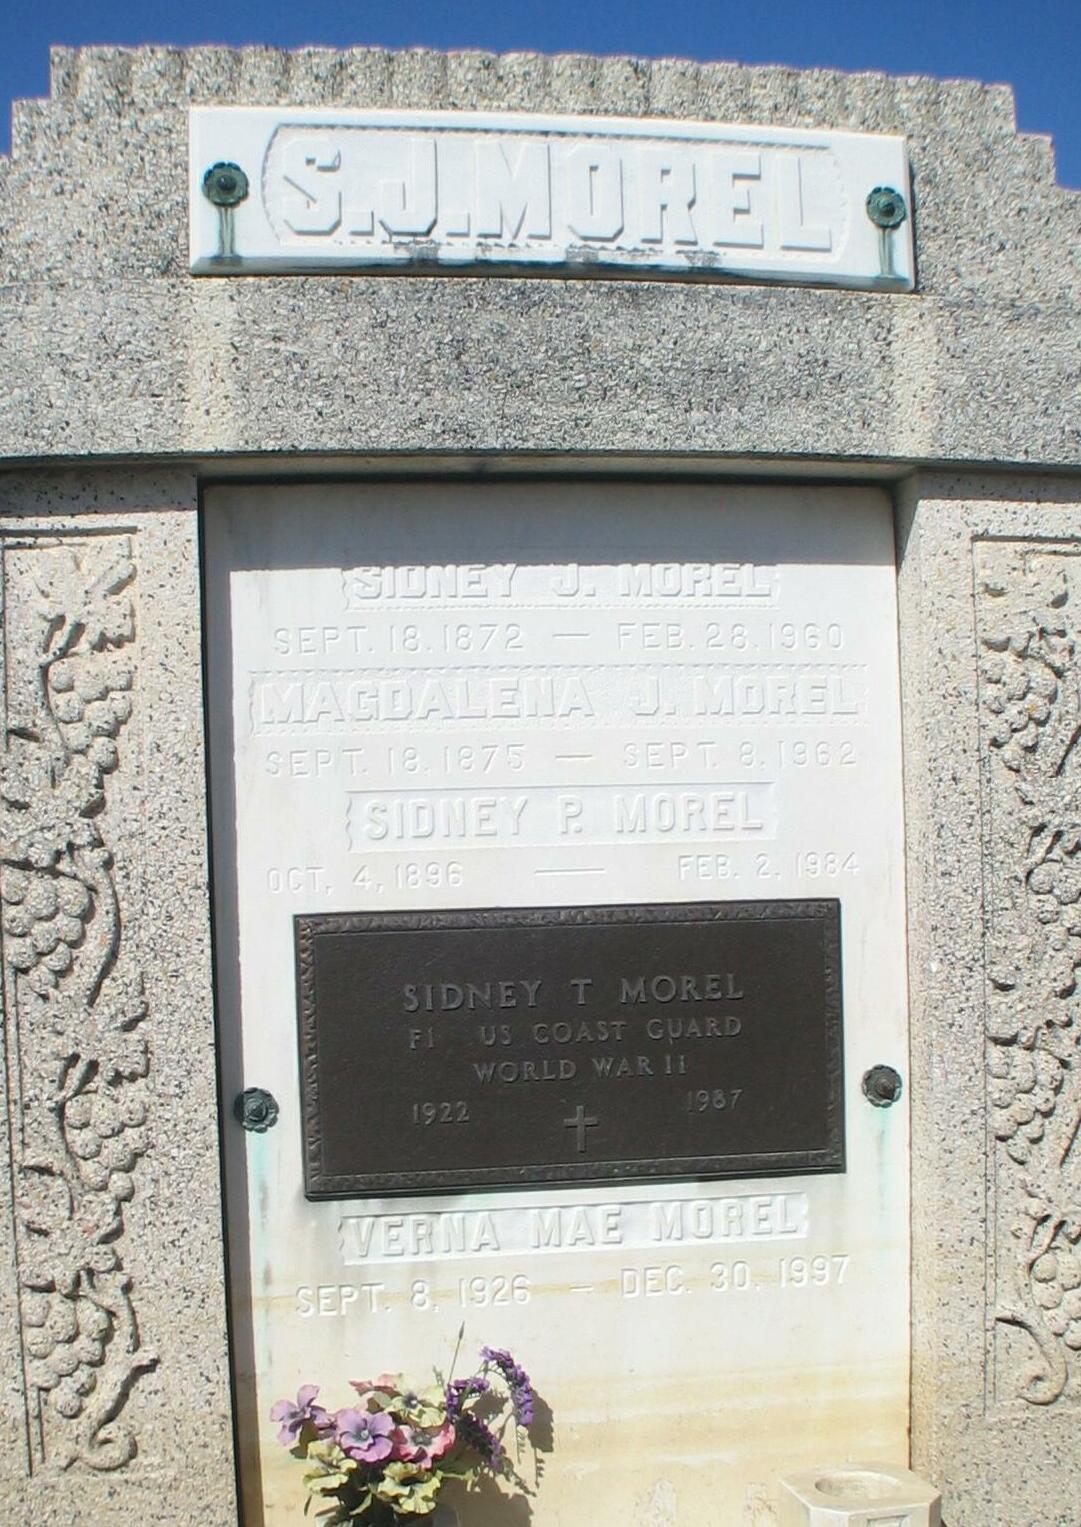 S.J.MOREL
SIDNEY J. MOREL
SEPT. 18. 1872 — FEB. 28. 1960
MAGDALENA J. MOREL
SEPT. 18. 1875 — SEPT. 8. 1962
SIDNEY P. MOREL
OCT, 4, 1896 — FEB. 2, 1984
SIDNEY T MOREL
F1 US COAST GUARD
WORLD WAR II
1922 1987
VERNA MAE MOREL
SEPT. 8, 1926 — DEC. 30, 1997